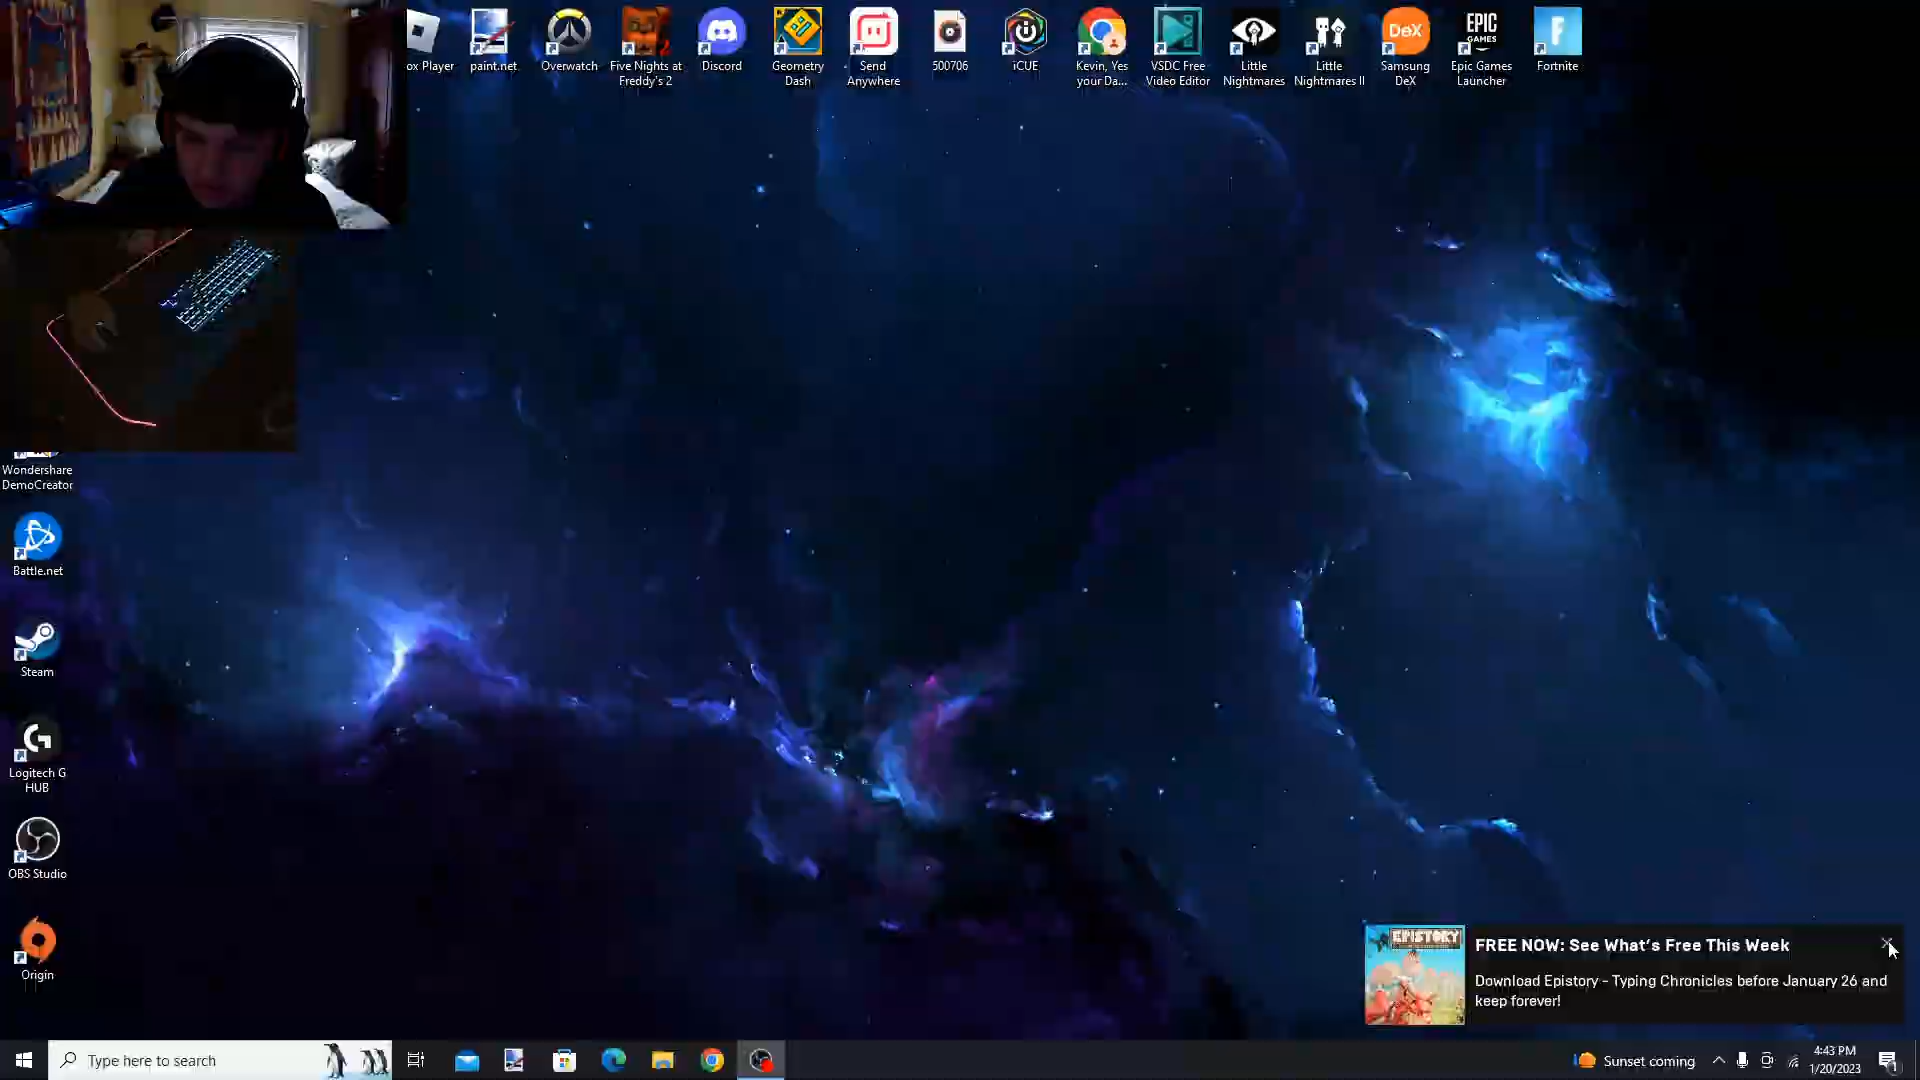 ox Player
paint.net
Overwatch
Five Nights at
Freddy's 2
Discord
Geometry
Dash
Send
Anywhere
500706
iCUE
Kevin, Yes
your Da...
VSDC Free
Video Editor
Little
Nightmares
Little
Nightmares II
DeX
Samsung
DeX
EPIC
GAMES
Epic Games
Launcher
Fortnite
Wondershare
DemoCreator
Battle.net
Steam
Logitech G
HUB
OBS Studio
Origin
EPISTORY
FREE NOW: See What's Free This Week
Download Epistory - Typing Chronicles before January 26 and
keep forever!
Type here to search
Sunset coming
4:43 PM
1/20/2023
1